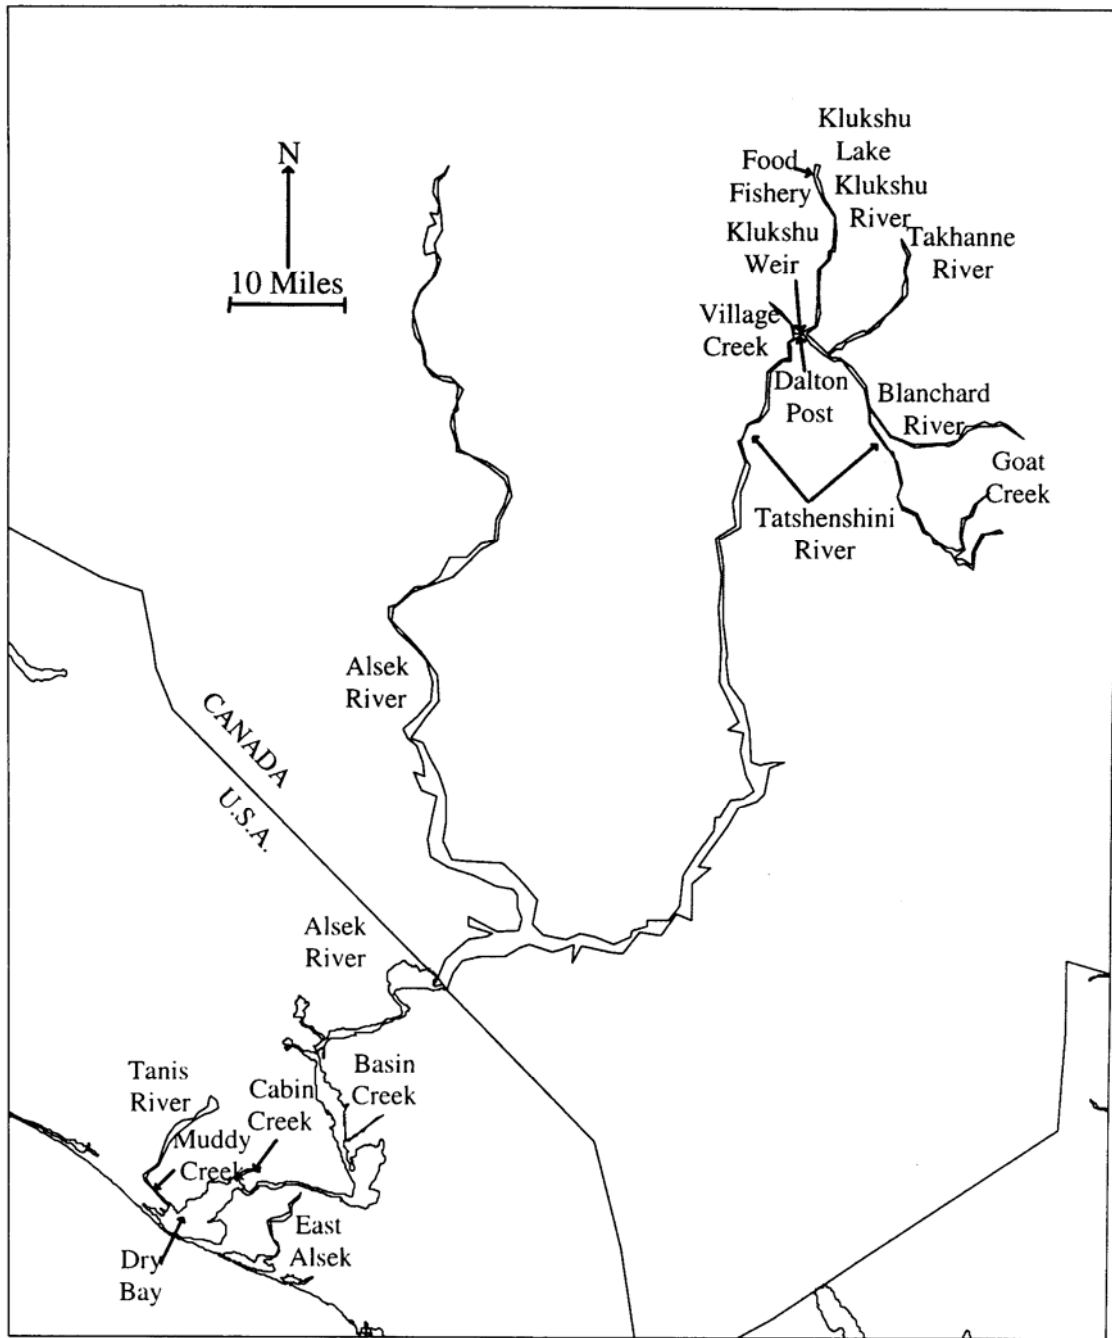 Klukshu
Lake
Food
Fishery
Klukshu
River
N
Klukshu
Weir
Takhanne
River
10 Miles
Village
Creek
Dalton
Post
Blanchard
River
Goat
Creek
Tatshenshini
River
Alsek
River
CANADA
U.S.A.
Alsek
River
Tanis
River
Cabin
Creek
Basin
Creek
Muddy
Creek
East
Alsek
Dry
Bay